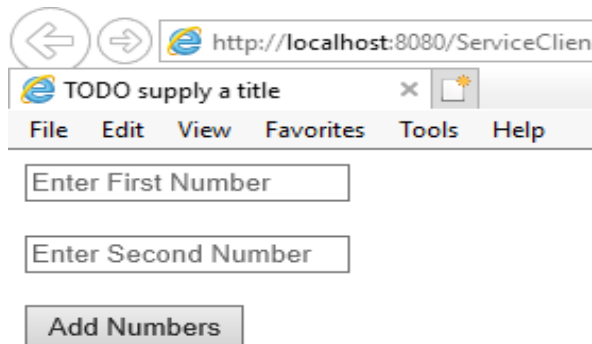 http://localhost:8080/ServiceClien
TODO supply a title
File Edit View Favorites Tools Help
Enter First Number
Enter Second Number
Add Numbers